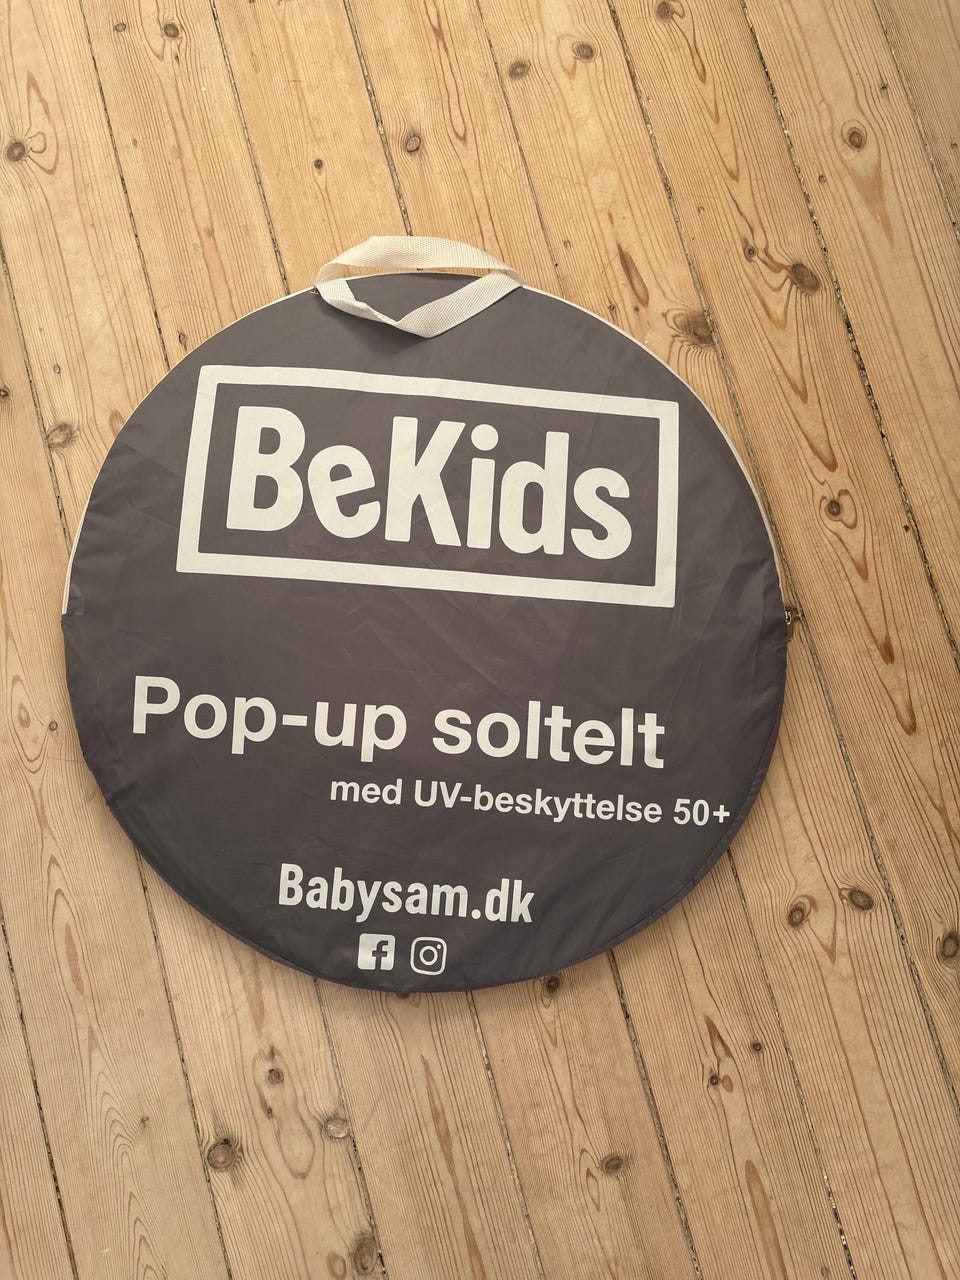 BeKids
Pop-up soltelt
med UV-beskyttelse 50+
Babysam.dk